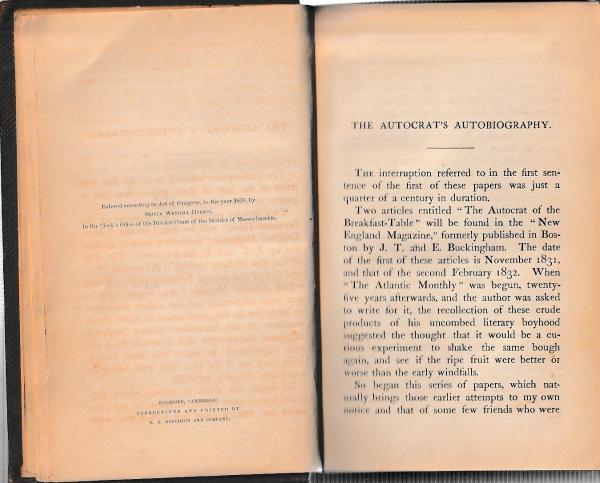 Entered according to Act of Congress, in the year 1858, by
OLIVER WENDELL HOLMES,
In the Clerk's Office of the District Court of the District of Massachusetts.
RIVERSIDE, CAMBRIDGE:
STEREOTYPED AND PRINTED BY
H. O. HOUGHTON AND COMPANY.
THE AUTOCRAT'S AUTOBIOGRAPHY.
THE interruption referred to in the first sen-
tence of the first of these papers was just a
quarter of a century in duration.
Two articles entitled "The Autocrat of the
Breakfast-Table" will be found in the "New
England Magazine," formerly published in Bos-
ton by J. T. and E. Buckingham. The date
of the first of these articles is November 1831,
and that of the second February 1832. When
"The Atlantic Monthly" was begun, twenty-
five years afterwards, and the author was asked
to write for it, the recollection of these crude
products of his uncombed literary boyhood
suggested the thought that it would be a cu-
rious experiment to shake the same bough
again, and see if the ripe fruit were better or
worse than the early windfalls.
So began this series of papers, which nat-
urally brings those earlier attempts to my own
notice and that of some few friends who were